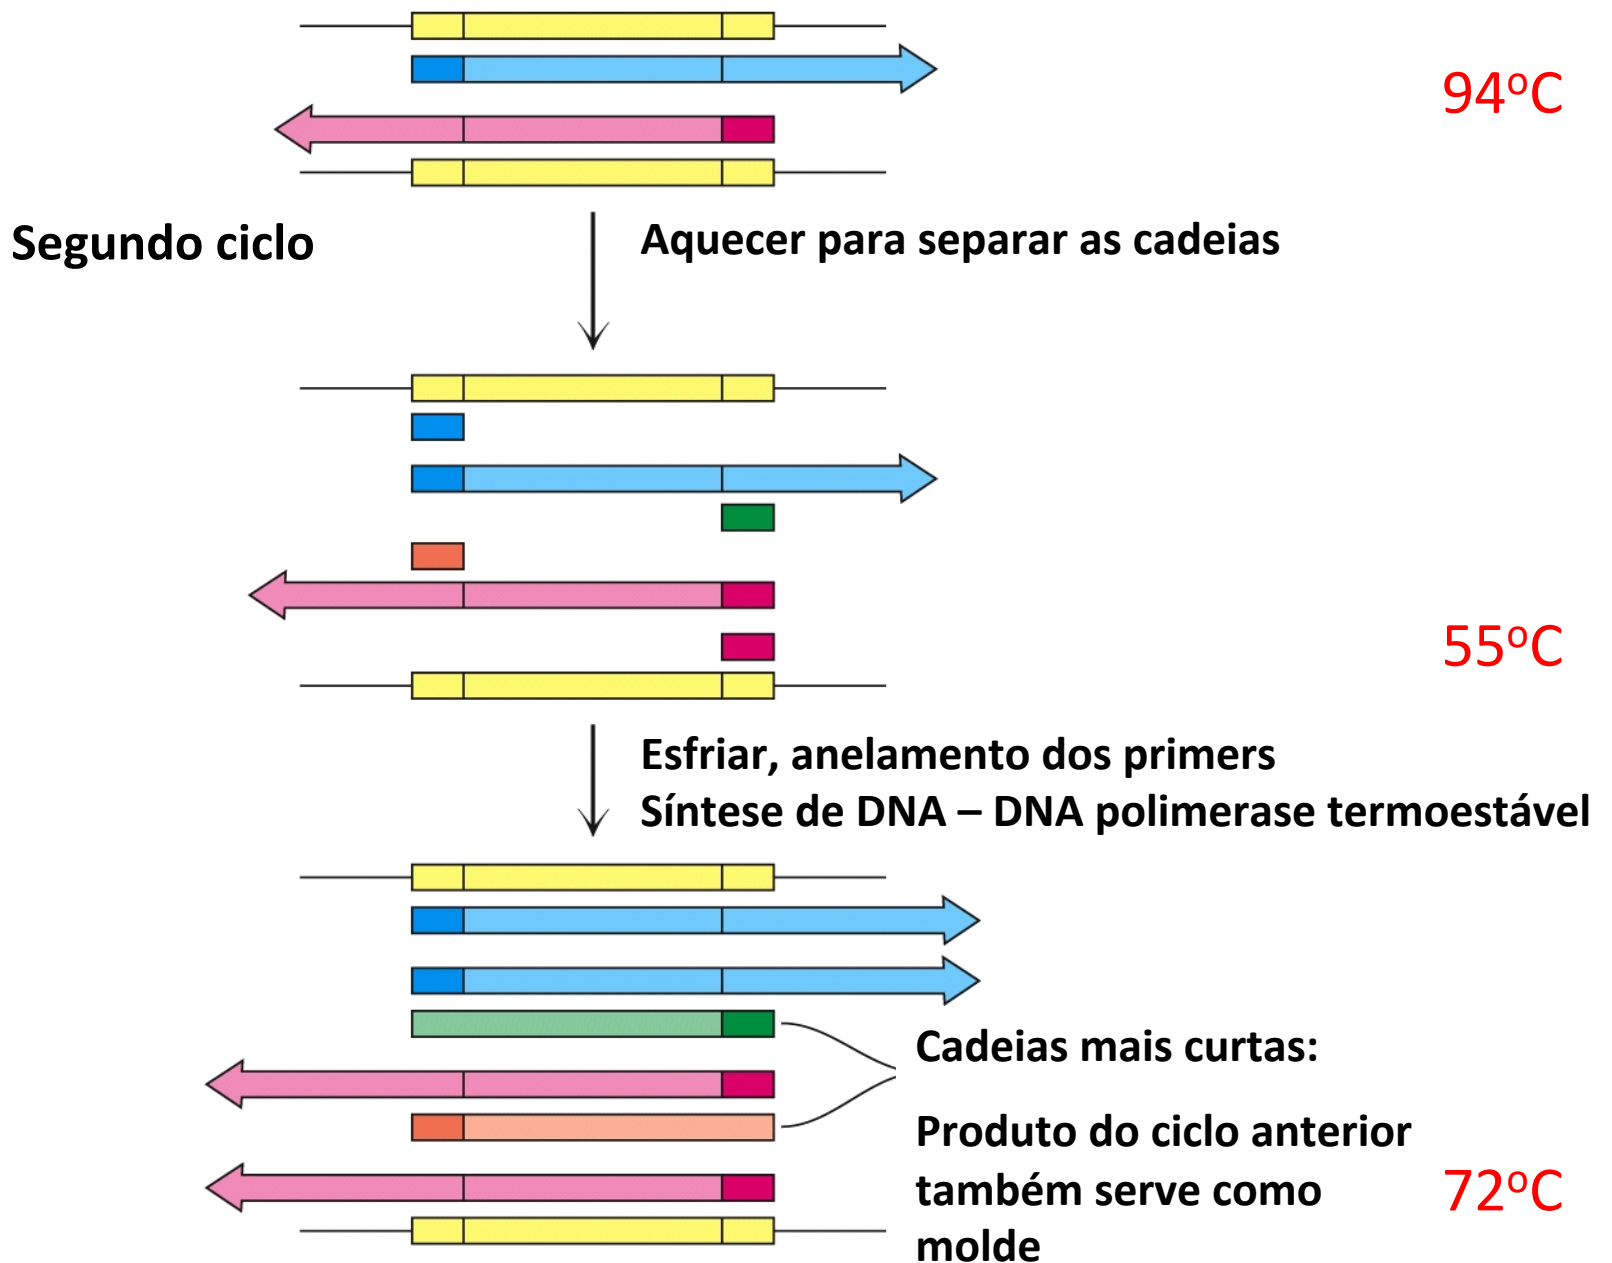 94ºC
Segundo ciclo
Aquecer para separar as cadeias
55ºC
Esfriar, anelamento dos primers
Síntese de DNA – DNA polimerase termoestável
Cadeias mais curtas:
Produto do ciclo anterior
também serve como
molde
72ºC